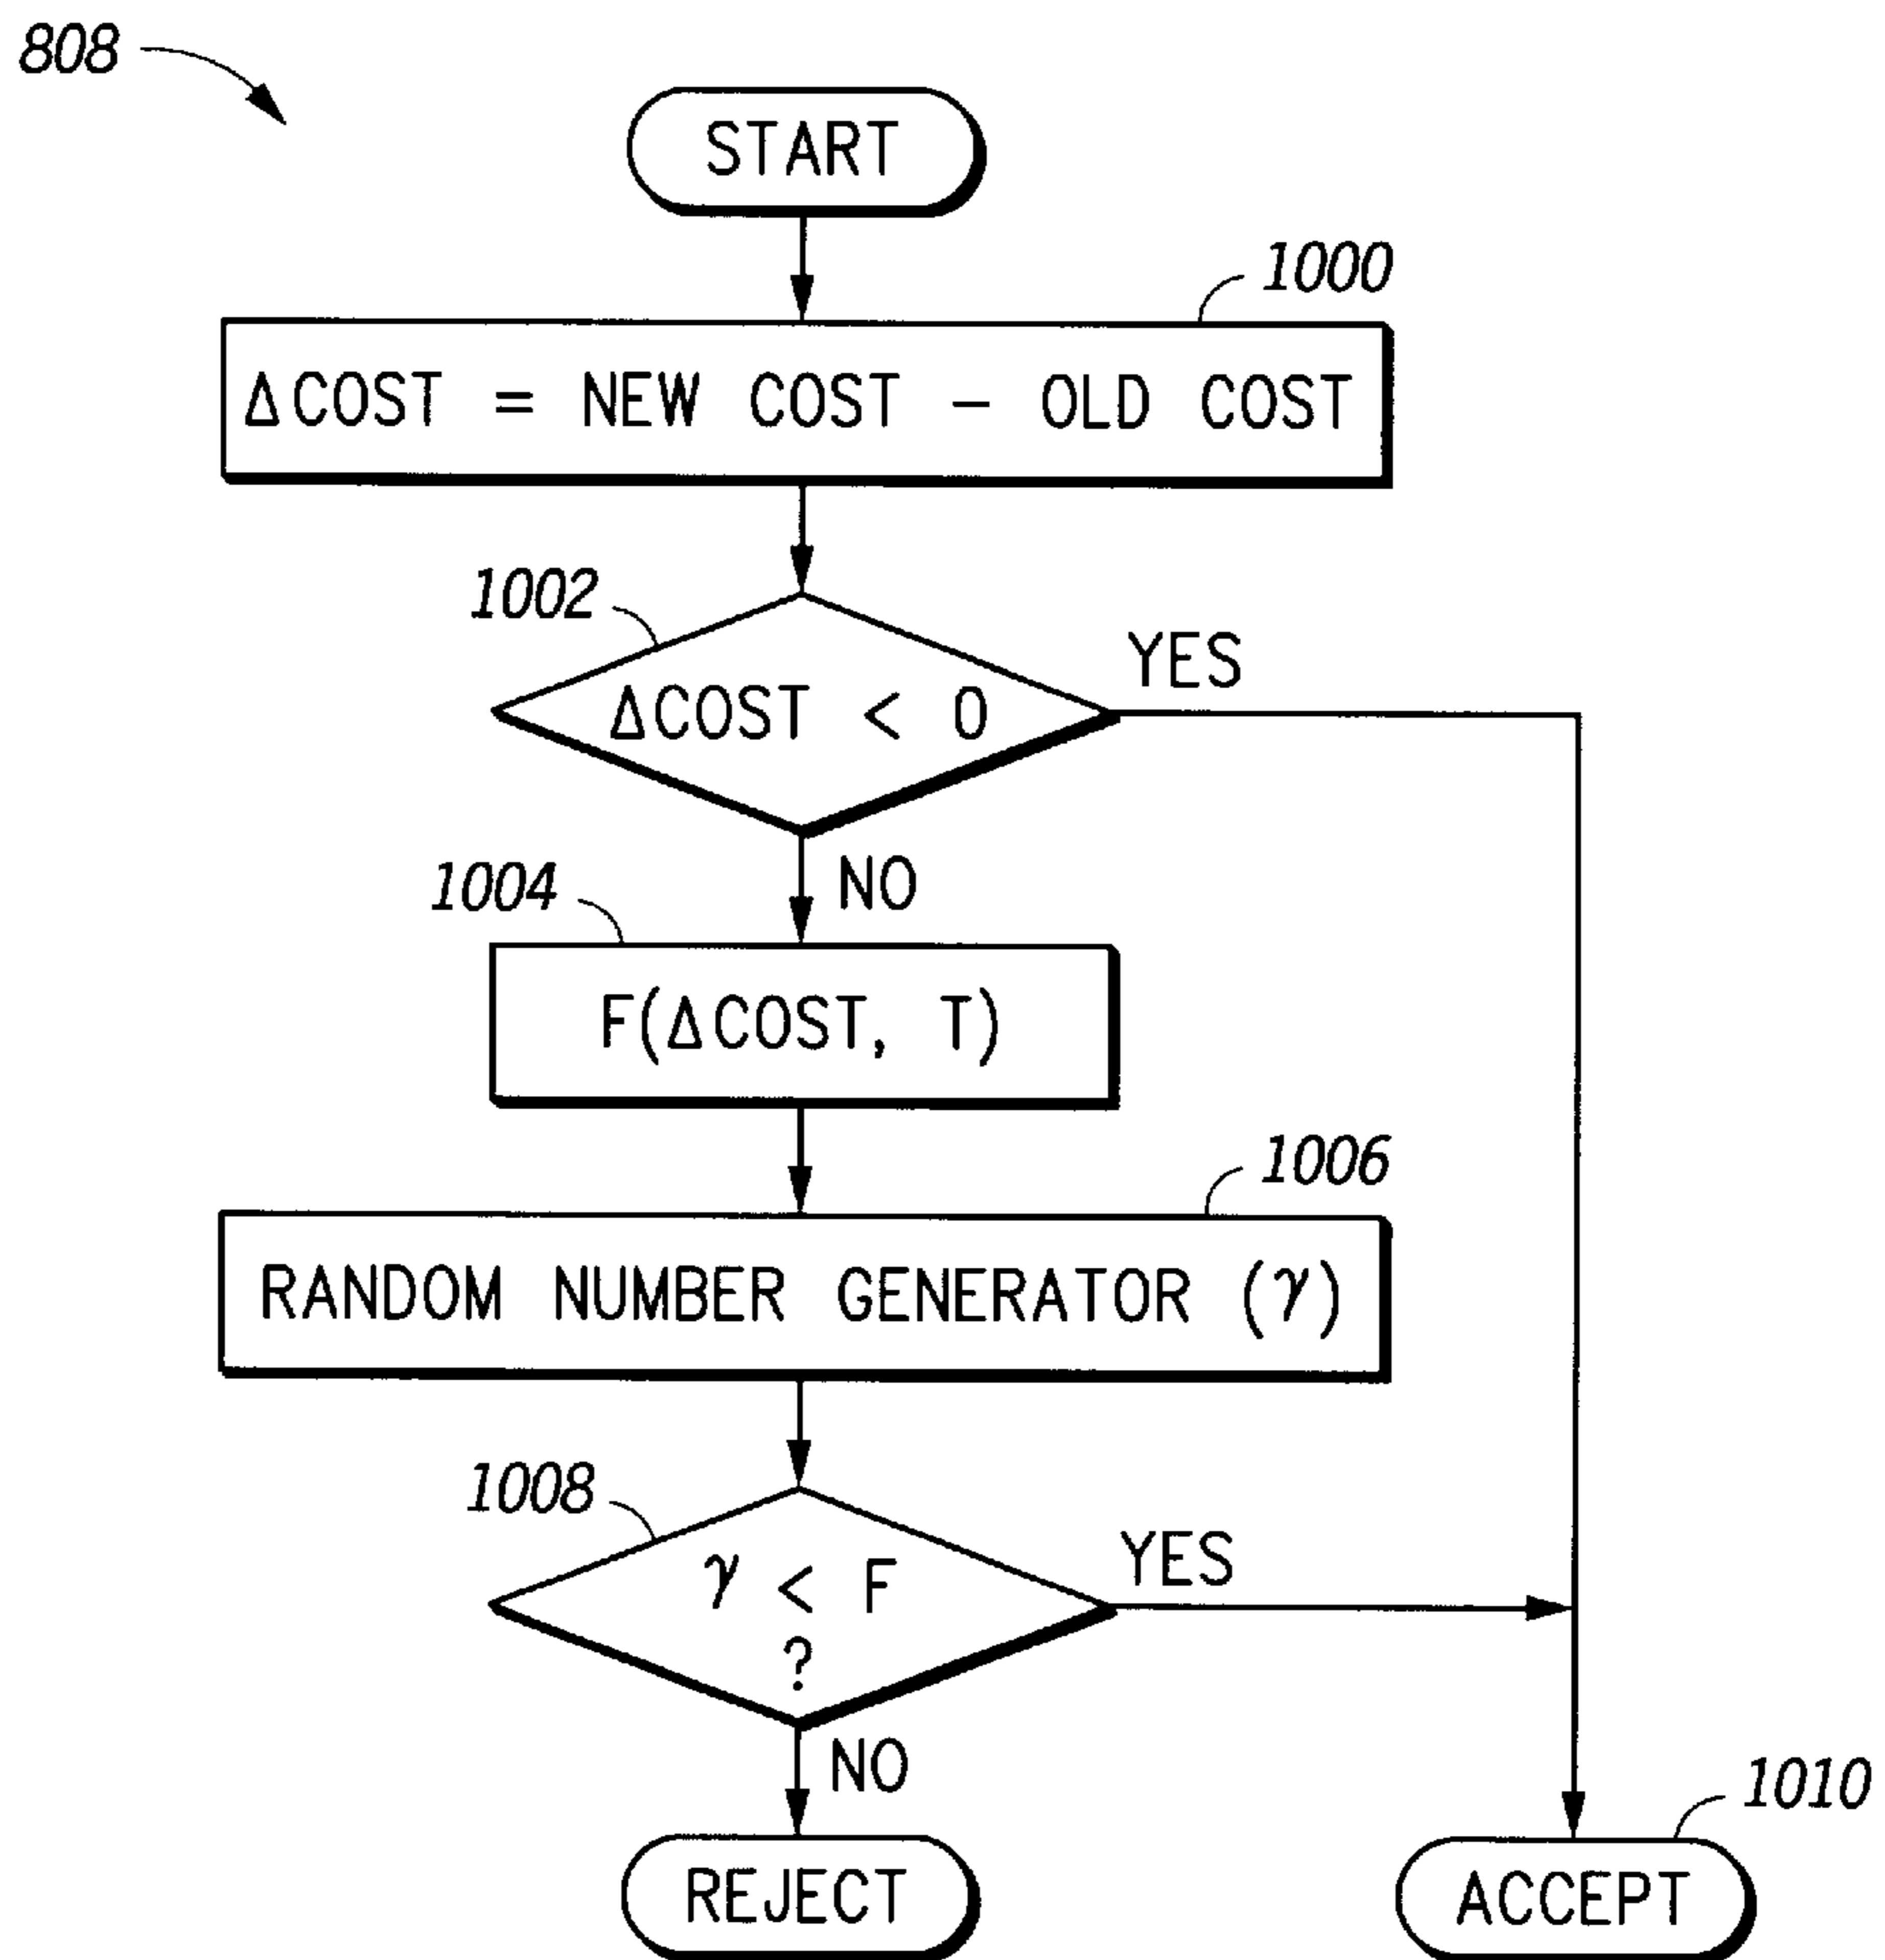 808
START
1000
ΔCOST = NEW COST - OLD COST
1002
ΔCOST < 0
YES
NO
1004
F(ΔCOST, T)
1006
RANDOM NUMBER GENERATOR (γ)
1008
γ < F
?
YES
NO
1010
REJECT
ACCEPT